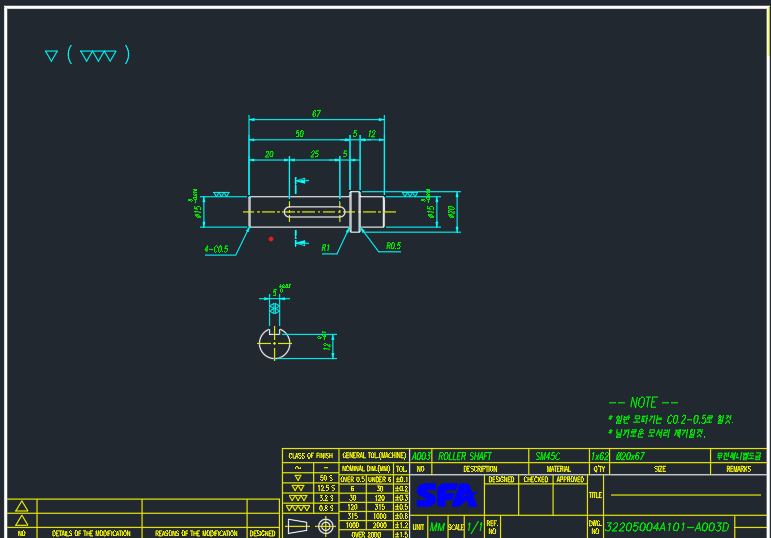 67
50 5 12
20 25 5
ø15
ø15 ø20
4-C0.5 R1 R0.5
5
12
-- NOTE --
* 일반 모따기는 C0.2-0.5로 할것.
* 날카로운 모서리 제거할것.
CLASS OF FINISH GENERAL TOL.(MACHINE) A003 ROLLER SHAFT SM45C 1x62 Ø20x67 무전해니켈도금
~ - NOMINAL DIM.(MM) TOL. NO DESCRIPTION MATERIAL Q'TY SIZE REMARKS
50 S OVER 0.5 UNDER 6 ±0.1 DESIGNED CHECKED APPROVED
12.5 S 6 30 ±0.2
3.2 S 30 120 ±0.3 SFA TITLE
0.8 S 120 315 ±0.5
315 1000 ±0.8
1000 2000 ±1.2 UNIT MM SCALE 1/1 REF. NO DWG. NO 32205004A101-A003D
OVER 2000 ±1.5
NO DETAILS OF THE MODIFICATION REASONS OF THE MODIFICATION DESIGNED